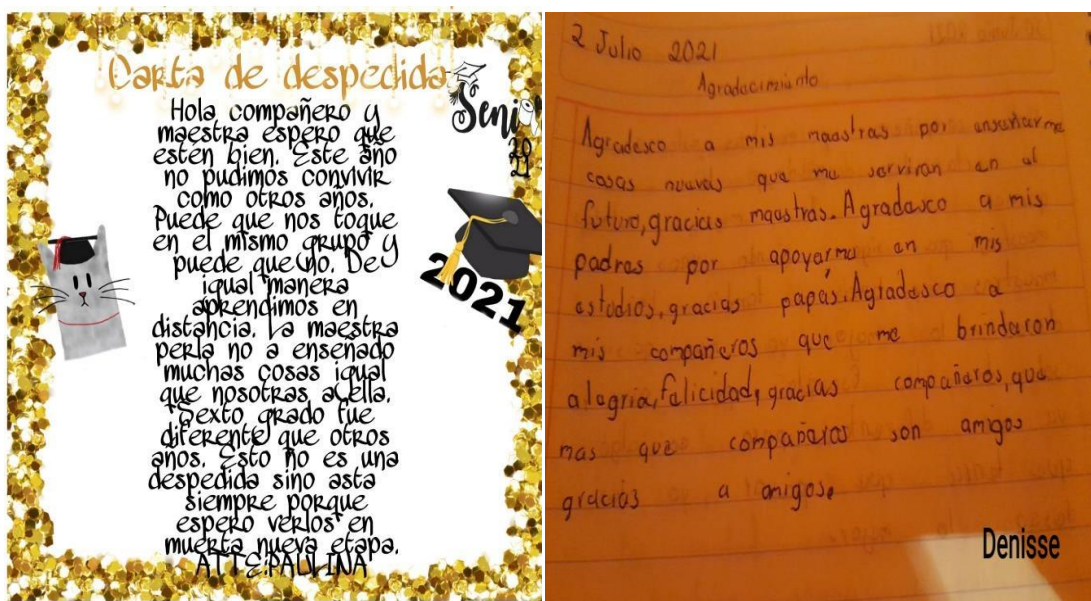 Carta de despedida
Seni
20
21
Hola compañero y
maestra espero que
esten bien. Este año
no pudimos convivir
como otros años.
Puede que nos toque
en el mismo grupo y
puede que no. De
igual manera
aprendimos en
distancia. La maestra
perla no a enseñado
muchas cosas igual
que nosotras a ella.
Sexto grado fue
diferente que otros
años. Esto no es una
despedida sino asta
siempre porque
espero verlos en
muerta nueva etapa.
ATTE:PAULINA
2021
2 Julio 2021
Agradecimiento
Agradesco a mis maestras por enseñarme
cosas nuevas que me serviran en el
futuro, gracias maestras. Agradesco a mis
padres por apoyarme en mis
estudios, gracias papás. Agradesco a
mis compañeros que me brindaron
alegria, felicidad, gracias compañeros, que
mas que compañeros son amigos
gracias a amigos.
Denisse